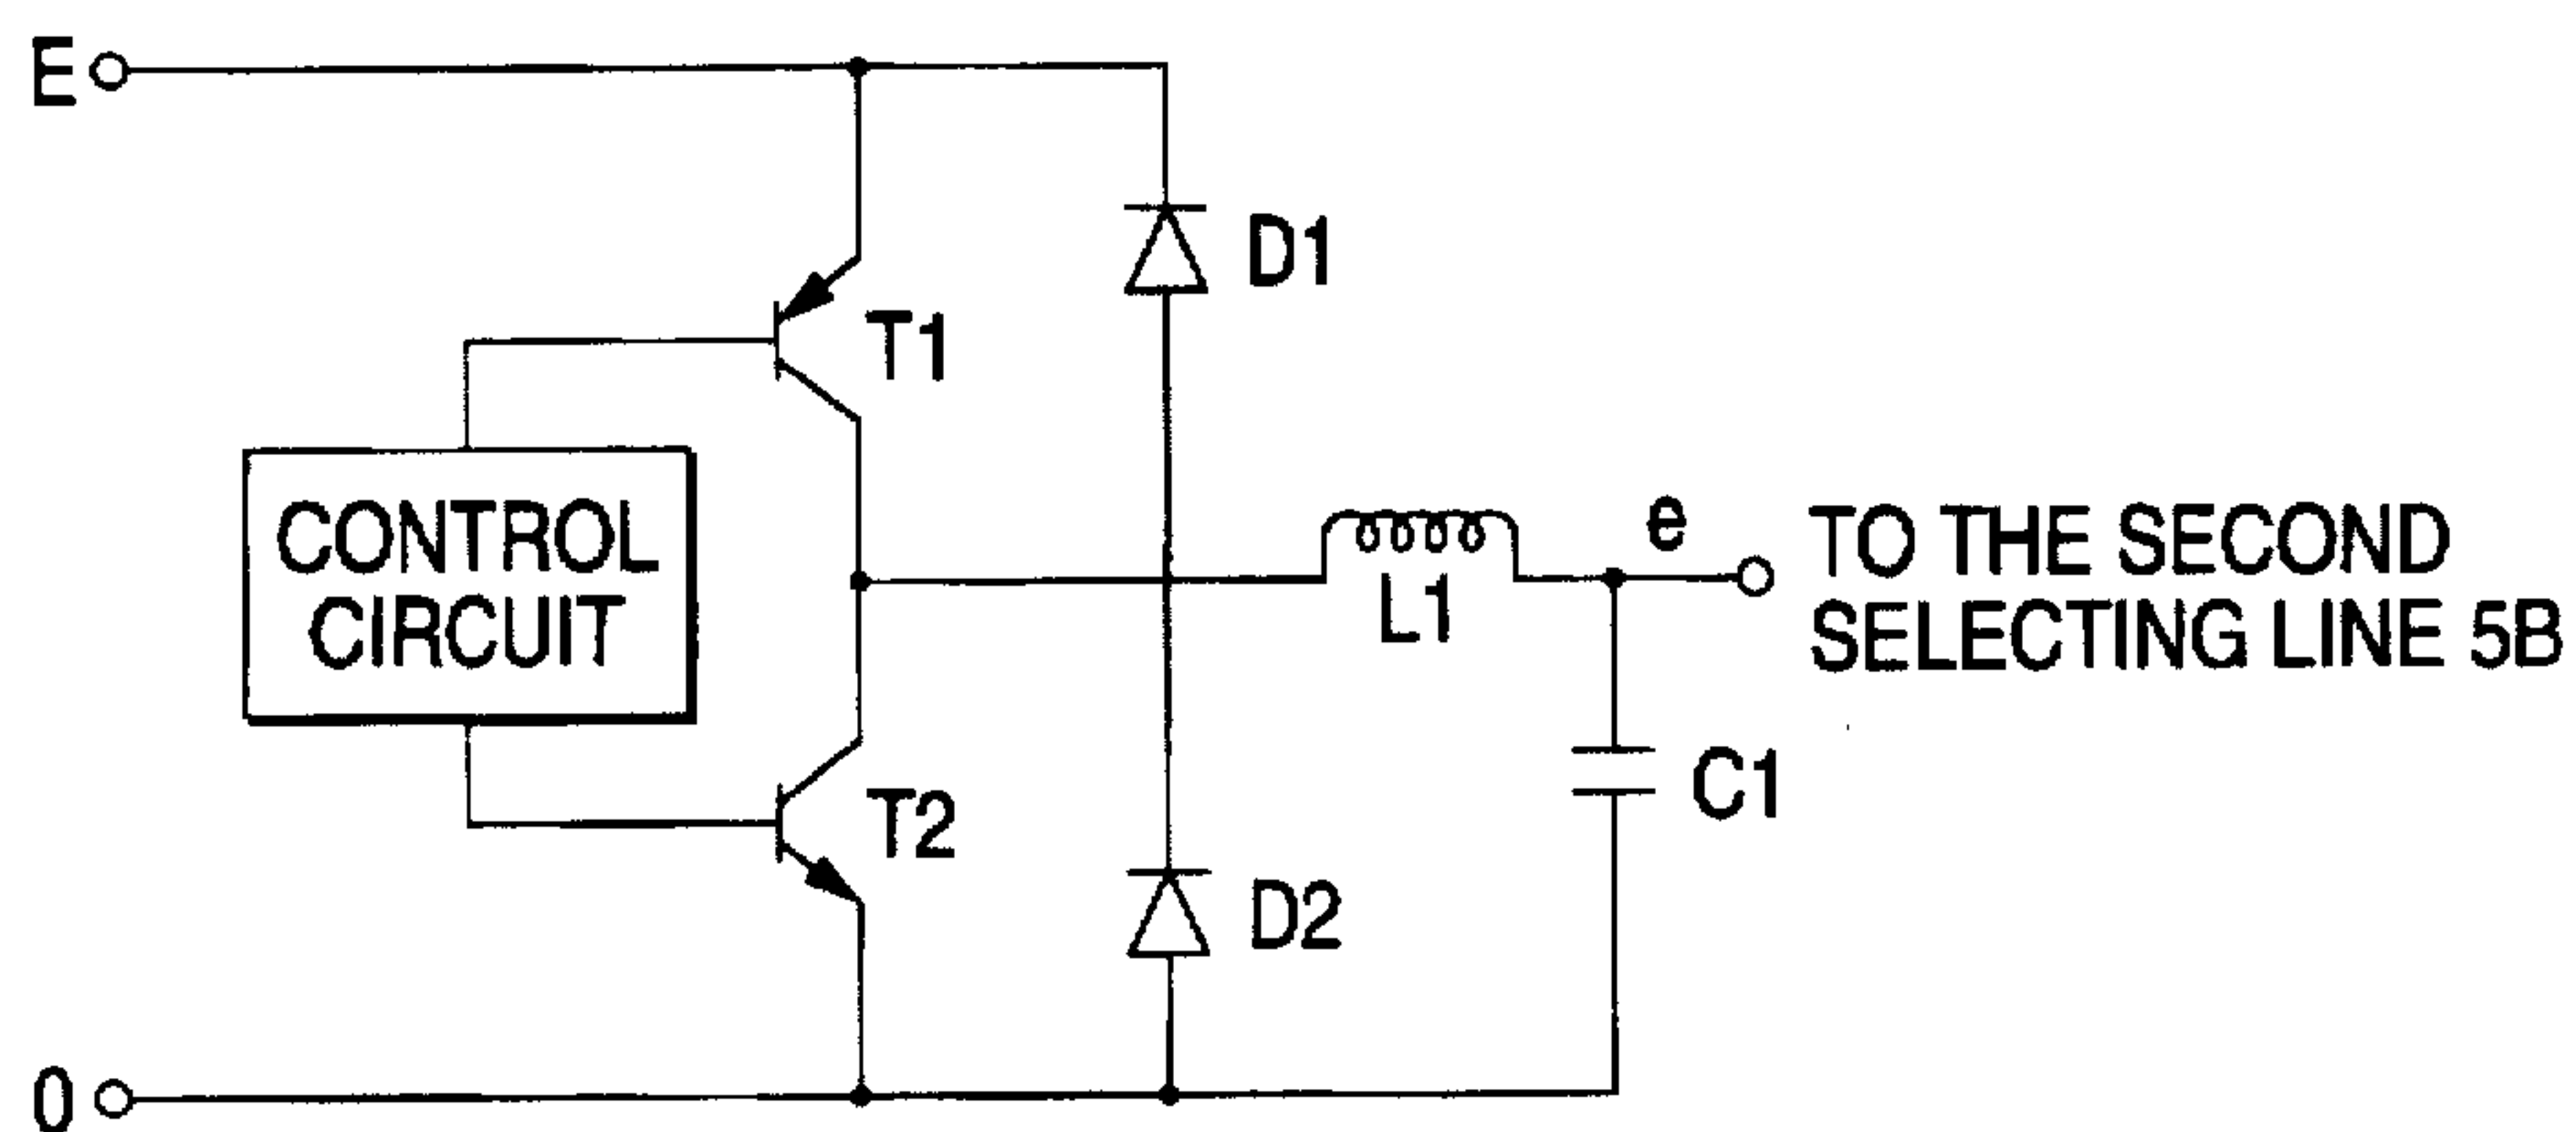 E
D1
T1
CONTROL
CIRCUIT
L1
e
TO THE SECOND
SELECTING LINE 5B
T2
C1
D2
0